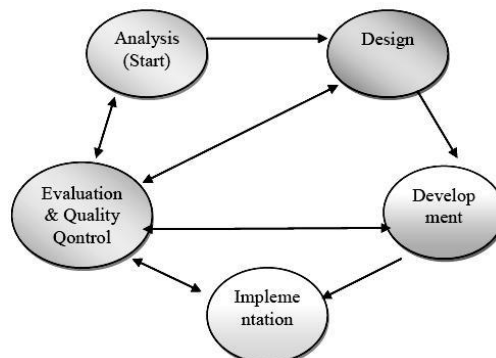 Analysis
(Start)
Design
Evaluation
& Quality
Qontrol
Develop
ment
Impleme
ntation